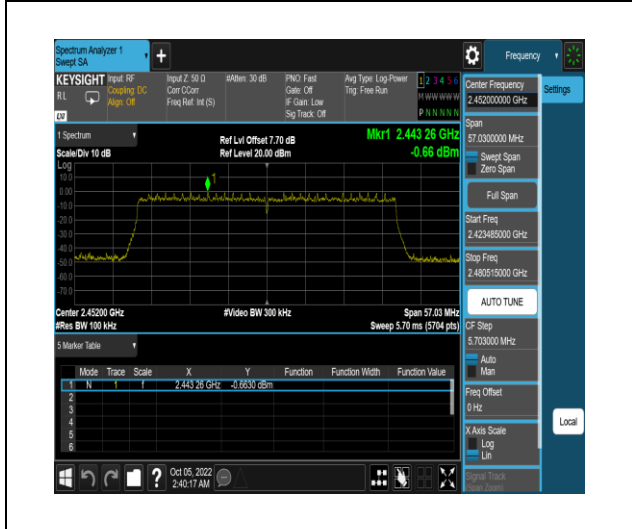 Spectrum Analyzer 1
Swept SA
Frequency
KEYSIGHT
RL
Input: RF
Coupling: DC
Align: Off
Input Z: 50 Ω
Corr CCorr
Freq Ref: Int (S)
#Atten: 30 dB
PNO: Fast
Gate: Off
IF Gain: Low
Sig Track: Off
Avg Type: Log-Power
Trig: Free Run
1 2 3 4 5 6
M W W W W W
P N N N N N
Center Frequency
2.452000000 GHz
Settings
1 Spectrum
Scale/Div 10 dB
Ref Lvl Offset 7.70 dB
Ref Level 20.00 dBm
Mkr1 2.443 26 GHz
-0.66 dBm
Log
10.0
0.00
-10.0
-20.0
-30.0
-40.0
-50.0
-60.0
-70.0
1
Center 2.45200 GHz
#Res BW 100 kHz
#Video BW 300 kHz
Span 57.03 MHz
Sweep 5.70 ms (5704 pts)
Span
57.0300000 MHz
Swept Span
Zero Span
Full Span
Start Freq
2.423485000 GHz
Stop Freq
2.480515000 GHz
AUTO TUNE
CF Step
5.703000 MHz
Auto
Man
Freq Offset
0 Hz
X Axis Scale
Log
Lin
Signal Track
(Span Zoom)
Local
5 Marker Table
Mode Trace Scale X Y Function Function Width Function Value
1 N 1 f 2.443 26 GHz -0.6630 dBm
2
3
4
5
6
Oct 05, 2022
2:40:17 AM